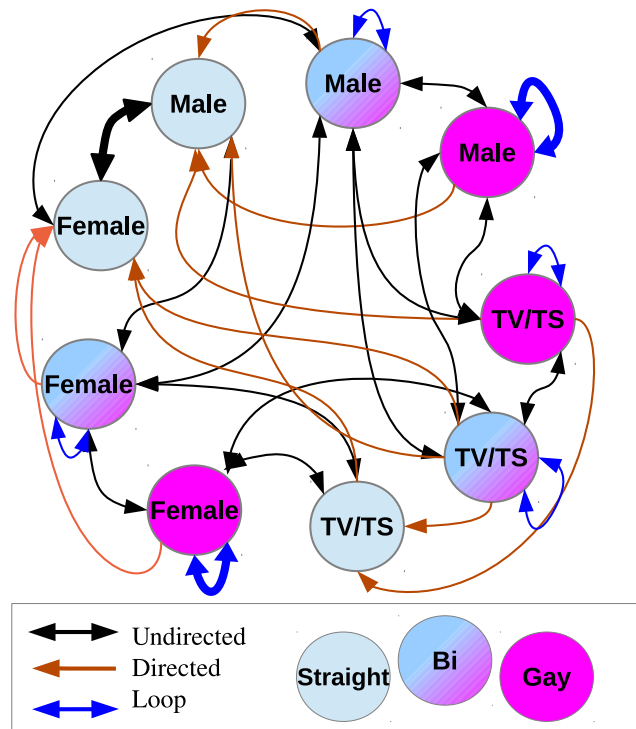 Male
Male
Male
Female
TV/TS
Female
TV/TS
Female
TV/TS
Undirected
Directed
Loop
Straight
Bi
Gay